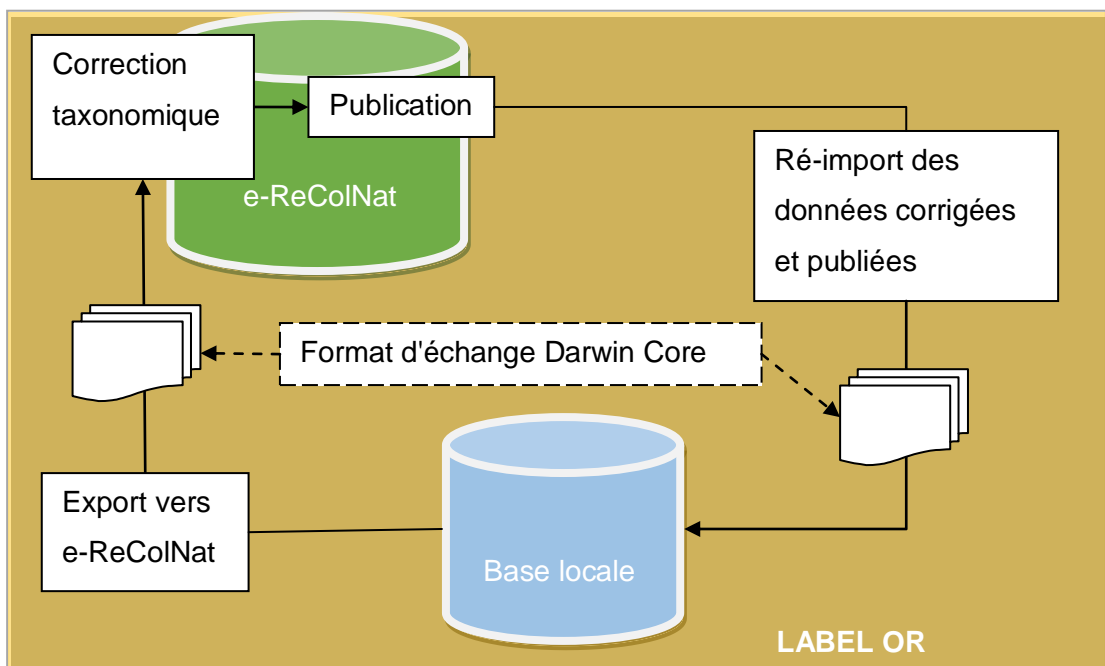 Correction
taxonomique
Publication
e-ReColNat
Ré-import des
données corrigées
et publiées
Format d'échange Darwin Core
Export vers
e-ReColNat
Base locale
LABEL OR